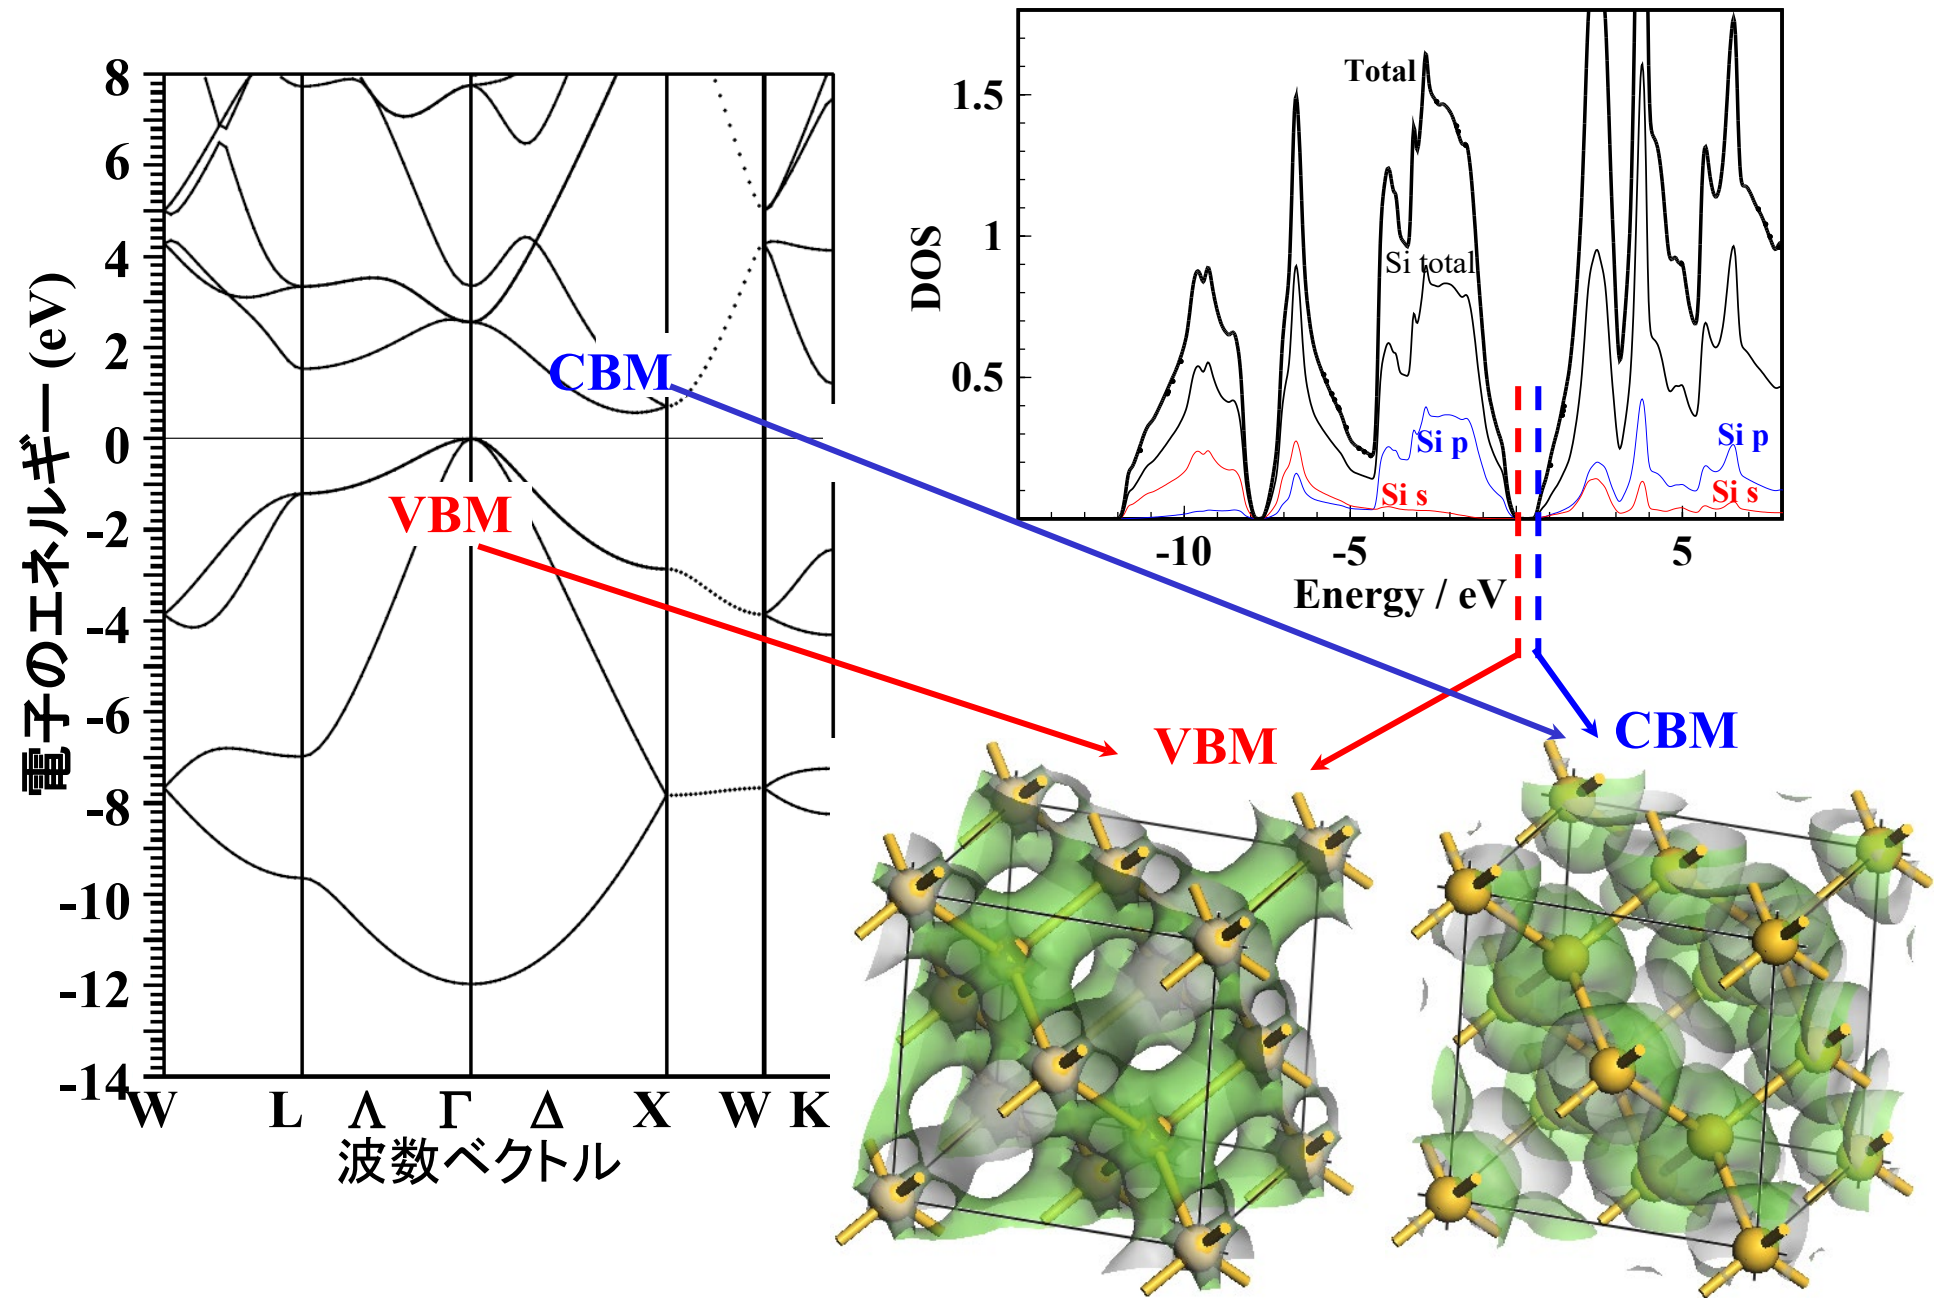 電子のエネルギー (eV)
8
6
4
2
0
-2
-4
-6
-8
-10
-12
-14
CBM
VBM
W L Λ Γ Δ X W K
波数ベクトル
DOS
1.5
1
0.5
Total
Si total
Si p
Si s
Si p
Si s
-10 -5 5
Energy / eV
VBM
CBM